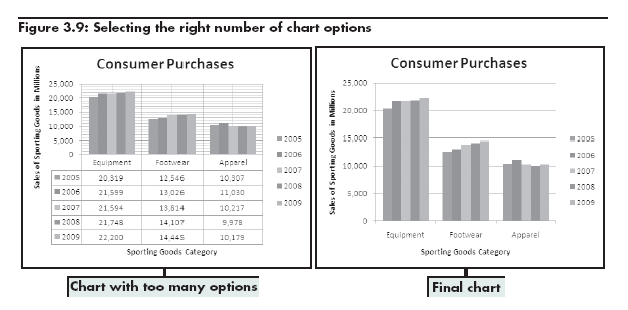 Figure 3.9: Selecting the right number of chart options
Consumer Purchases
Sales of Sporting Goods in Millions
25,000
20,000
15,000
10,000
5,000
0
Equipment Footwear Apparel
2005 20,319 12,546 10,307
2006 21,599 13,026 11,030
2007 21,594 13,814 10,217
2008 21,748 14,107 9,978
2009 22,200 14,445 10,179
Sporting Goods Category
2005
2006
2007
2008
2009
Chart with too many options
Consumer Purchases
Sales of Sporting Goods in Millions
25,000
20,000
15,000
10,000
5,000
0
Equipment Footwear Apparel
Sporting Goods Category
2005
2006
2007
2008
2009
Final chart